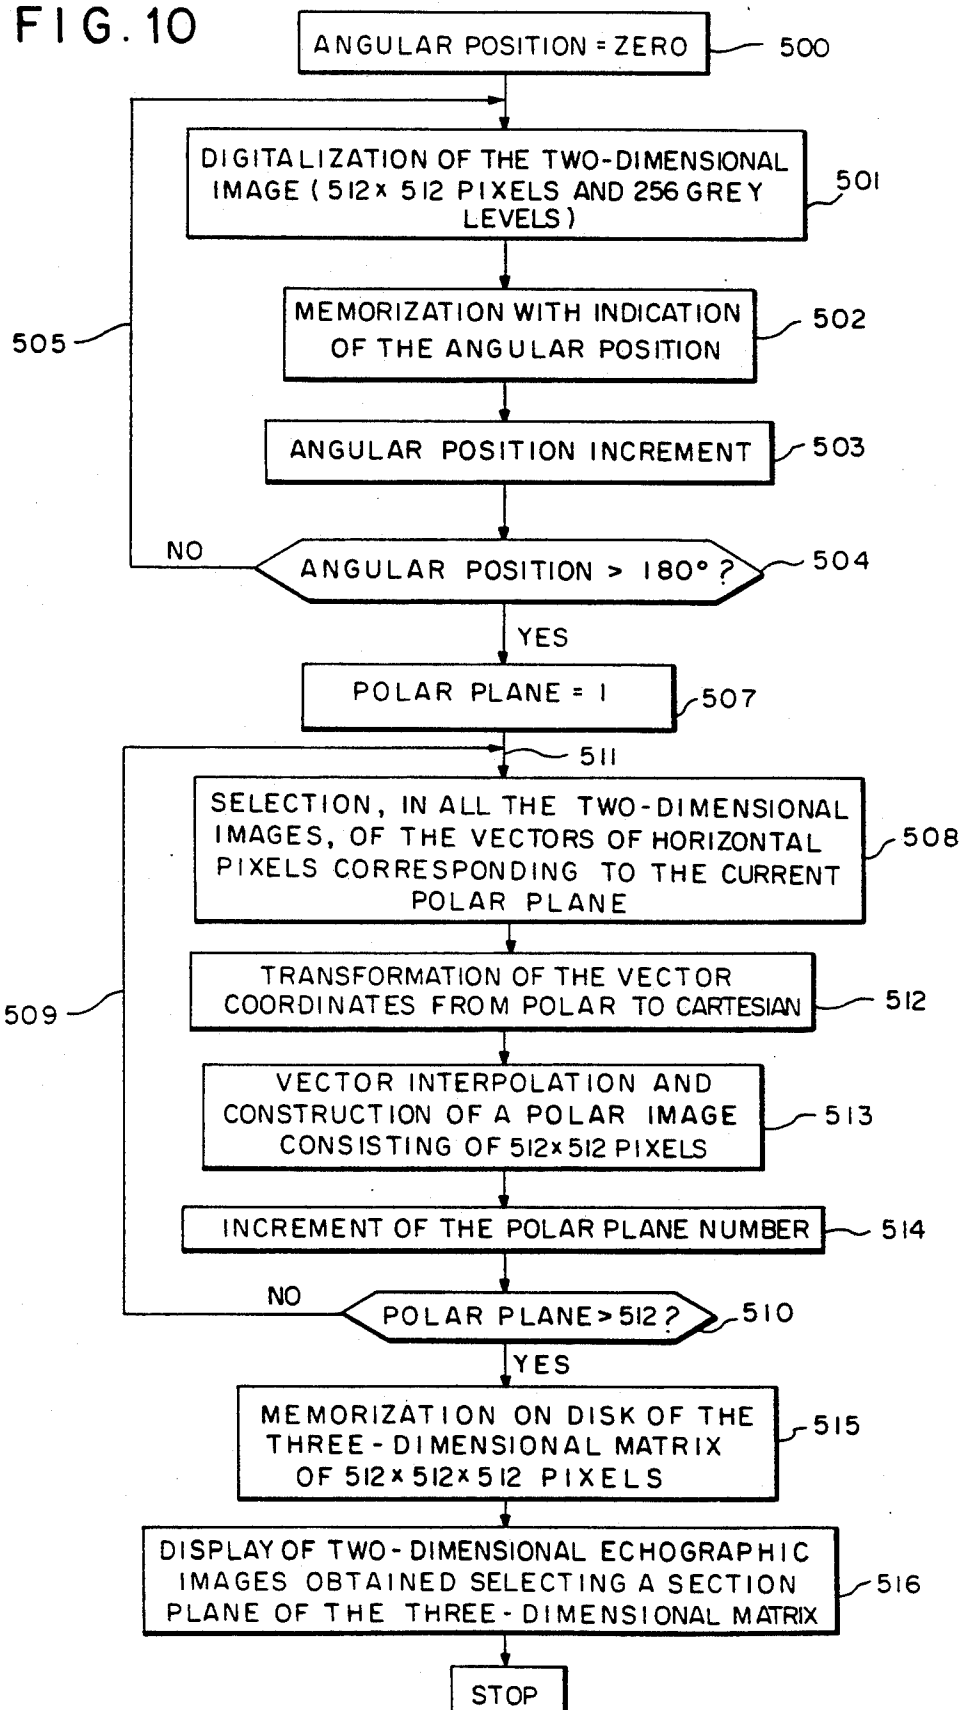 FIG. 10
ANGULAR POSITION = ZERO
500
DIGITALIZATION OF THE TWO-DIMENSIONAL
IMAGE (512 x 512 PIXELS AND 256 GREY
LEVELS)
501
MEMORIZATION WITH INDICATION
OF THE ANGULAR POSITION
502
505
ANGULAR POSITION INCREMENT
503
NO
ANGULAR POSITION > 180° ?
504
YES
POLAR PLANE = 1
507
511
SELECTION, IN ALL THE TWO-DIMENSIONAL
IMAGES, OF THE VECTORS OF HORIZONTAL
PIXELS CORRESPONDING TO THE CURRENT
POLAR PLANE
508
TRANSFORMATION OF THE VECTOR
COORDINATES FROM POLAR TO CARTESIAN
512
509
VECTOR INTERPOLATION AND
CONSTRUCTION OF A POLAR IMAGE
CONSISTING OF 512x512 PIXELS
513
INCREMENT OF THE POLAR PLANE NUMBER
514
NO
POLAR PLANE > 512 ?
510
YES
MEMORIZATION ON DISK OF THE
THREE-DIMENSIONAL MATRIX
OF 512 x 512 x 512 PIXELS
515
DISPLAY OF TWO-DIMENSIONAL ECHOGRAPHIC
IMAGES OBTAINED SELECTING A SECTION
PLANE OF THE THREE-DIMENSIONAL MATRIX
516
STOP